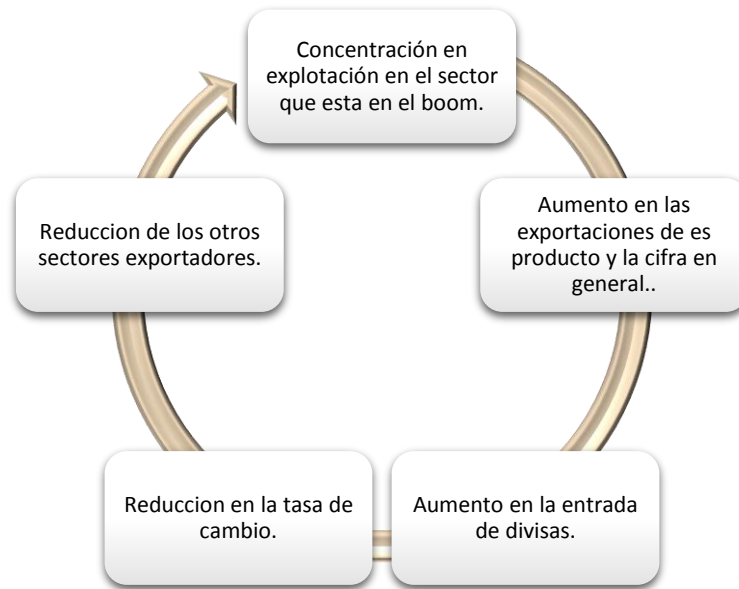 Concentración en
explotación en el sector
que esta en el boom.
Aumento en las
exportaciones de es
producto y la cifra en
general..
Aumento en la entrada
de divisas.
Reduccion en la tasa de
cambio.
Reduccion de los otros
sectores exportadores.